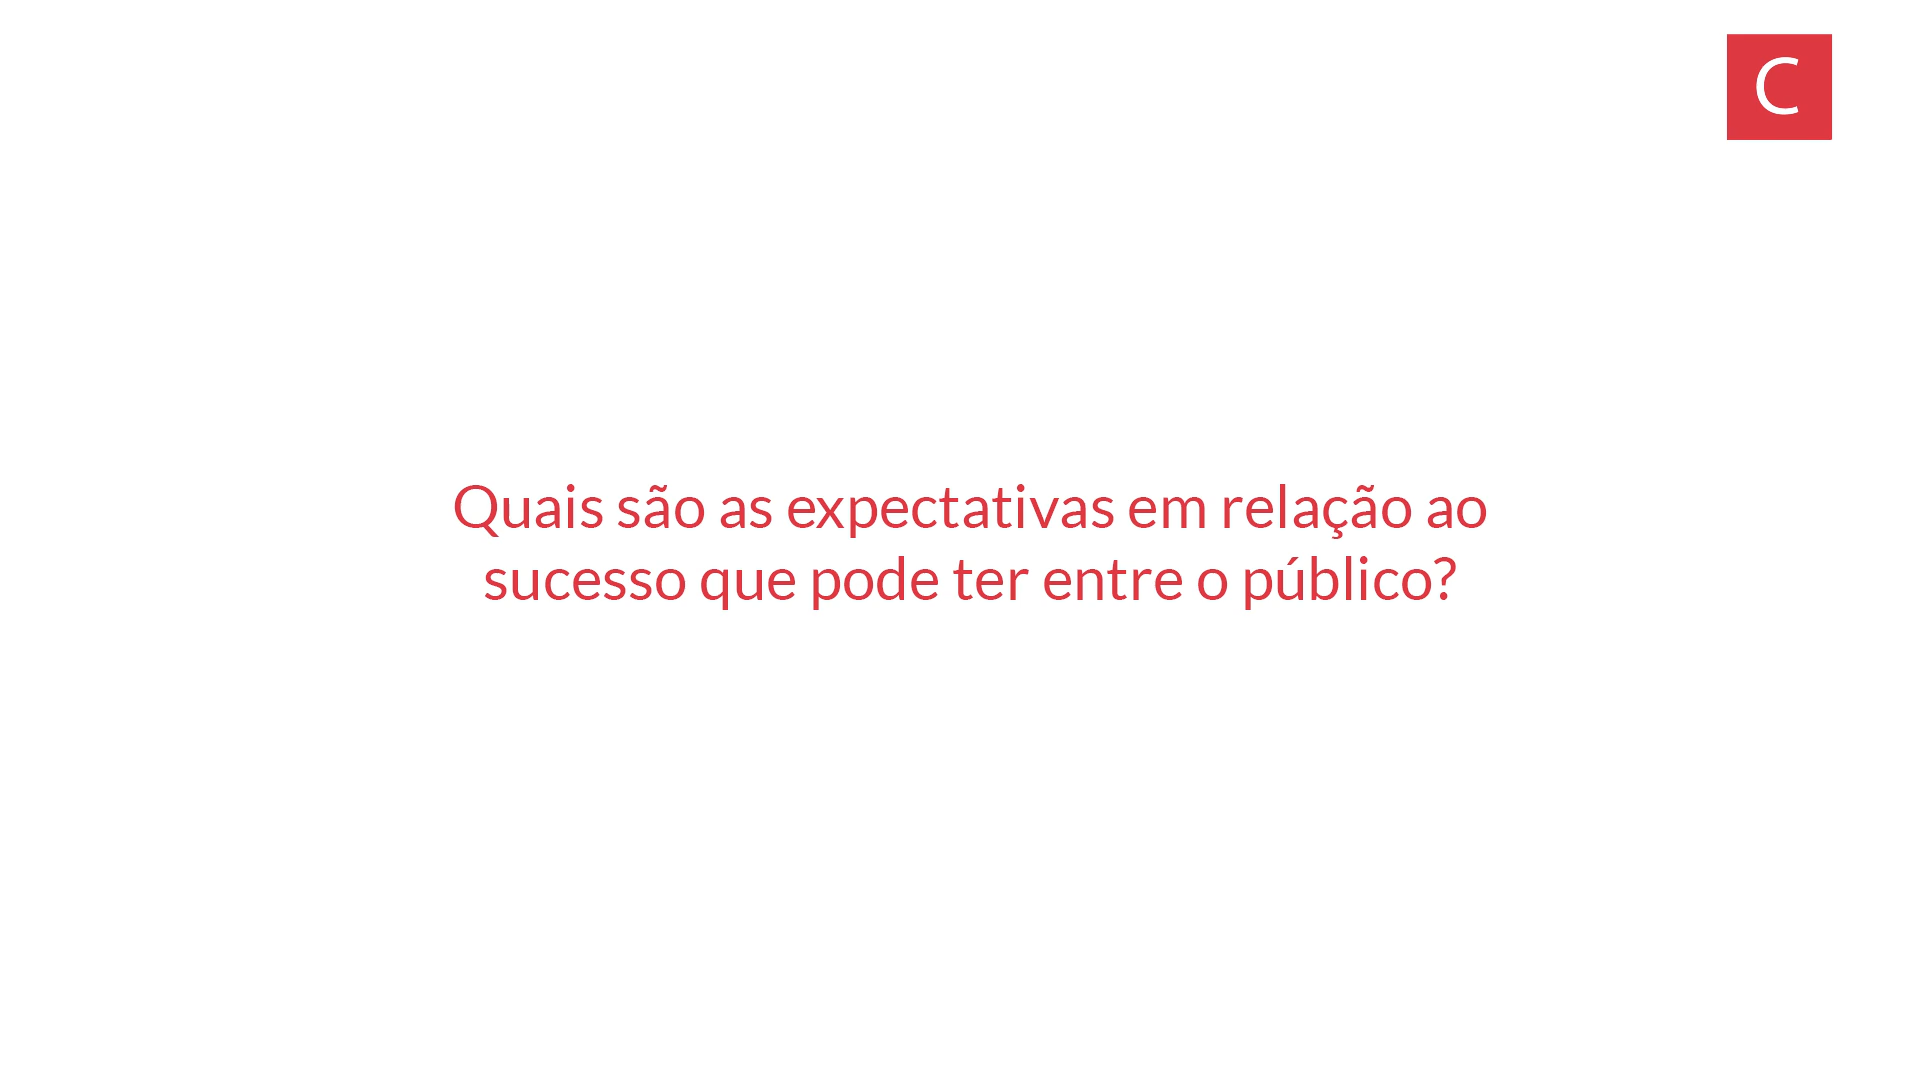 C
Quais são as expectativas em relação ao
sucesso que pode ter entre o público?